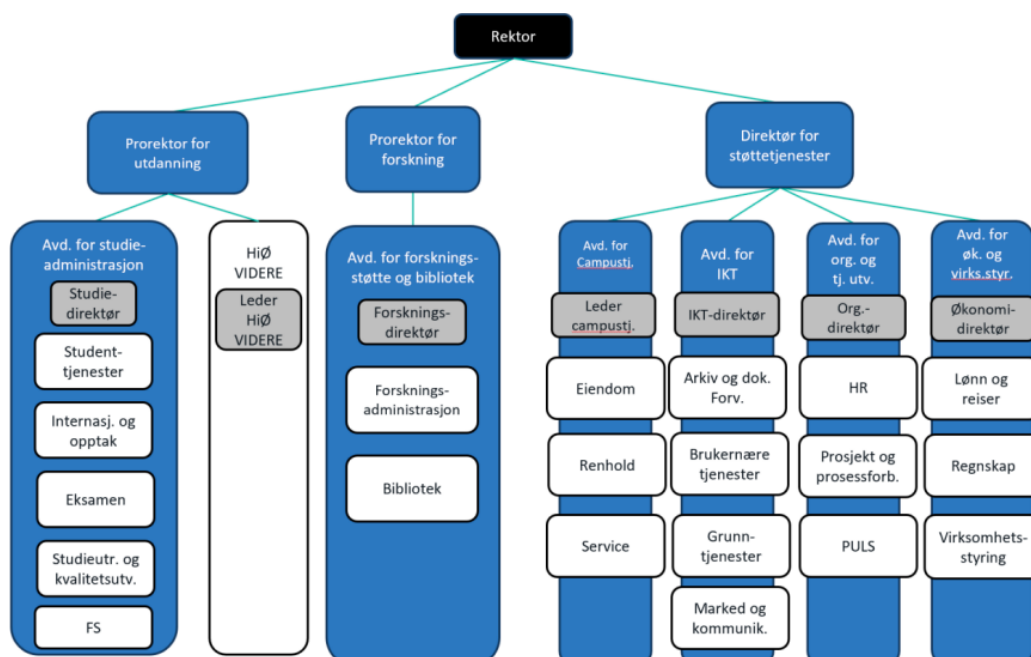 Rektor
Prorektor for
utdanning
Prorektor for
forskning
Direktør for
støttetjenester
Avd. for studie-
administrasjon
Studie-
direktør
Student-
tjenester
Internasj. og
opptak
Eksamen
Studieutr. og
kvalitetsutv.
FS
HiØ
VIDERE
Leder
HiØ
VIDERE
Avd. for forsknings-
støtte og bibliotek
Forsknings-
direktør
Forsknings-
administrasjon
Bibliotek
Avd. for
Campustj.
Leder
campustj.
Eiendom
Renhold
Service
Avd. for
IKT
IKT-direktør
Arkiv og dok.
Forv.
Brukernære
tjenester
Grunn-
tjenester
Marked og
kommunik.
Avd. for
org. og
tj. utv.
Org.-
direktør
HR
Prosjekt og
prosessforb.
PULS
Avd. for
øk. og
virks.styr.
Økonomi-
direktør
Lønn og
reiser
Regnskap
Virksomhets-
styring